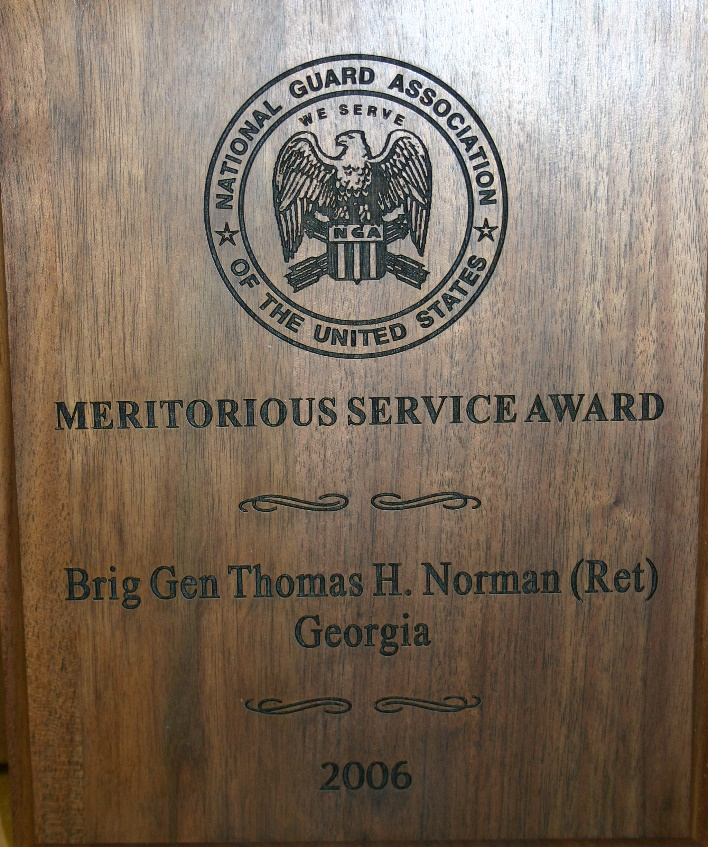 NATIONAL GUARD ASSOCIATION
OF THE UNITED STATES
WE SERVE
NGA
MERITORIOUS SERVICE AWARD
Brig Gen Thomas H. Norman (Ret)
Georgia
2006